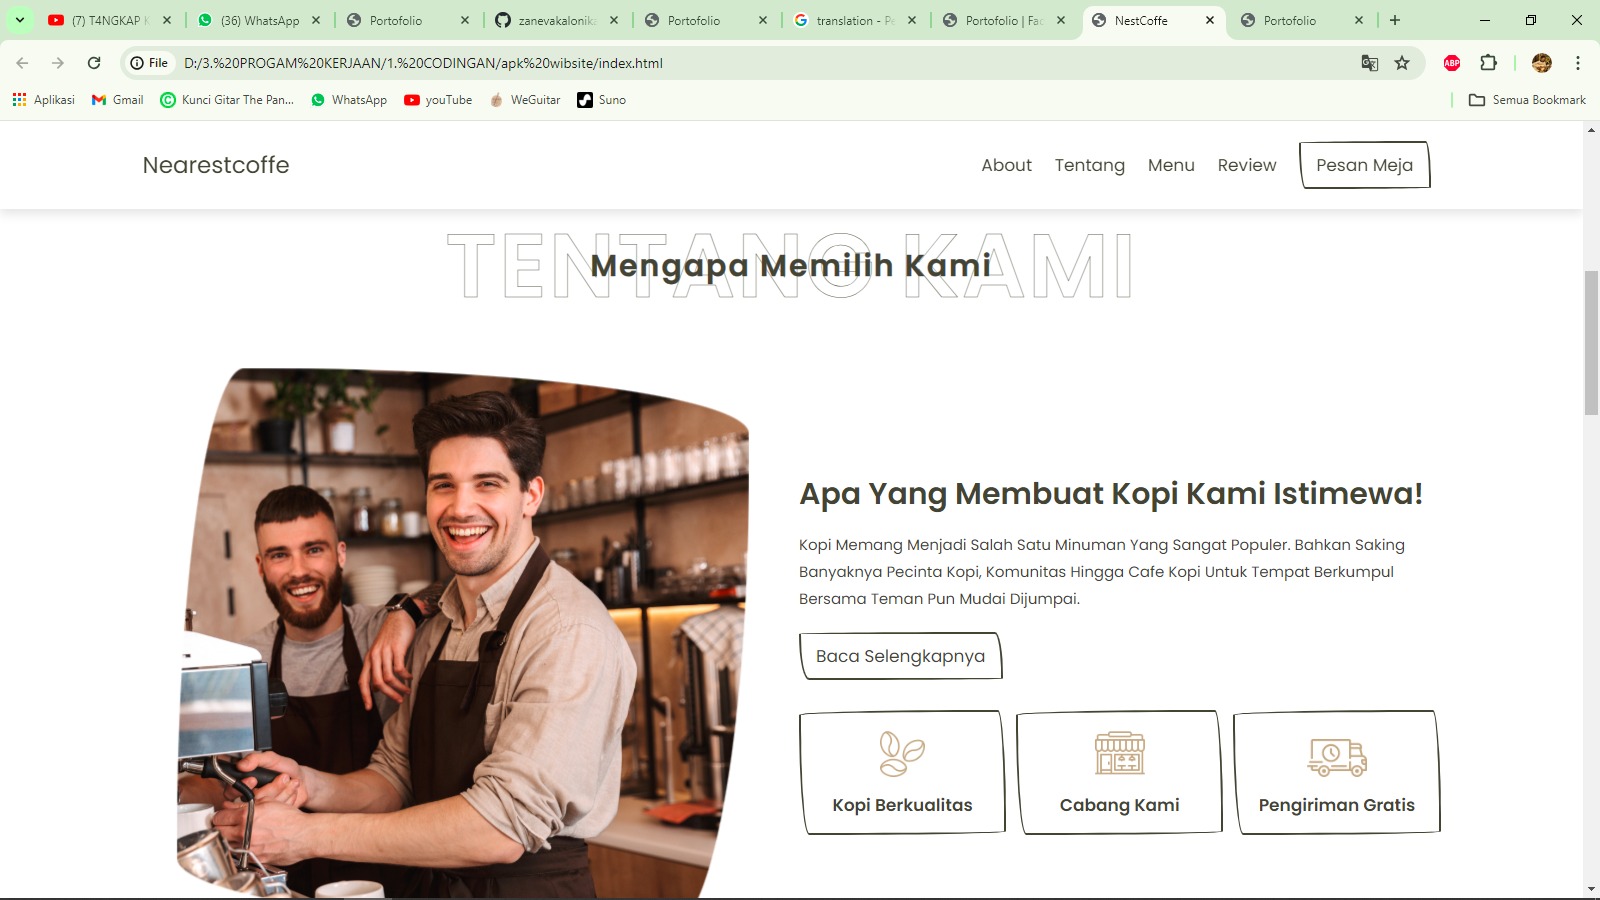 (7) T4NGKAP K
(36) WhatsApp
Portofolio
zanevakalonik
Portofolio
translation - Pe
Portofolio | Fac
NestCoffe
Portofolio
File
D:/3.%20PROGAM%20KERJAAN/1.%20CODINGAN/apk%20wibsite/index.html
ABP
Aplikasi
Gmail
Kunci Gitar The Pan...
WhatsApp
youTube
WeGuitar
Suno
Semua Bookmark
Nearestcoffe
About
Tentang
Menu
Review
Pesan Meja
TENTANG KAMI
Mengapa Memilih Kami
Apa Yang Membuat Kopi Kami Istimewa!
Kopi Memang Menjadi Salah Satu Minuman Yang Sangat Populer. Bahkan Saking
Banyaknya Pecinta Kopi, Komunitas Hingga Cafe Kopi Untuk Tempat Berkumpul
Bersama Teman Pun Mudai Dijumpai.
Baca Selengkapnya
Kopi Berkualitas
Cabang Kami
Pengiriman Gratis